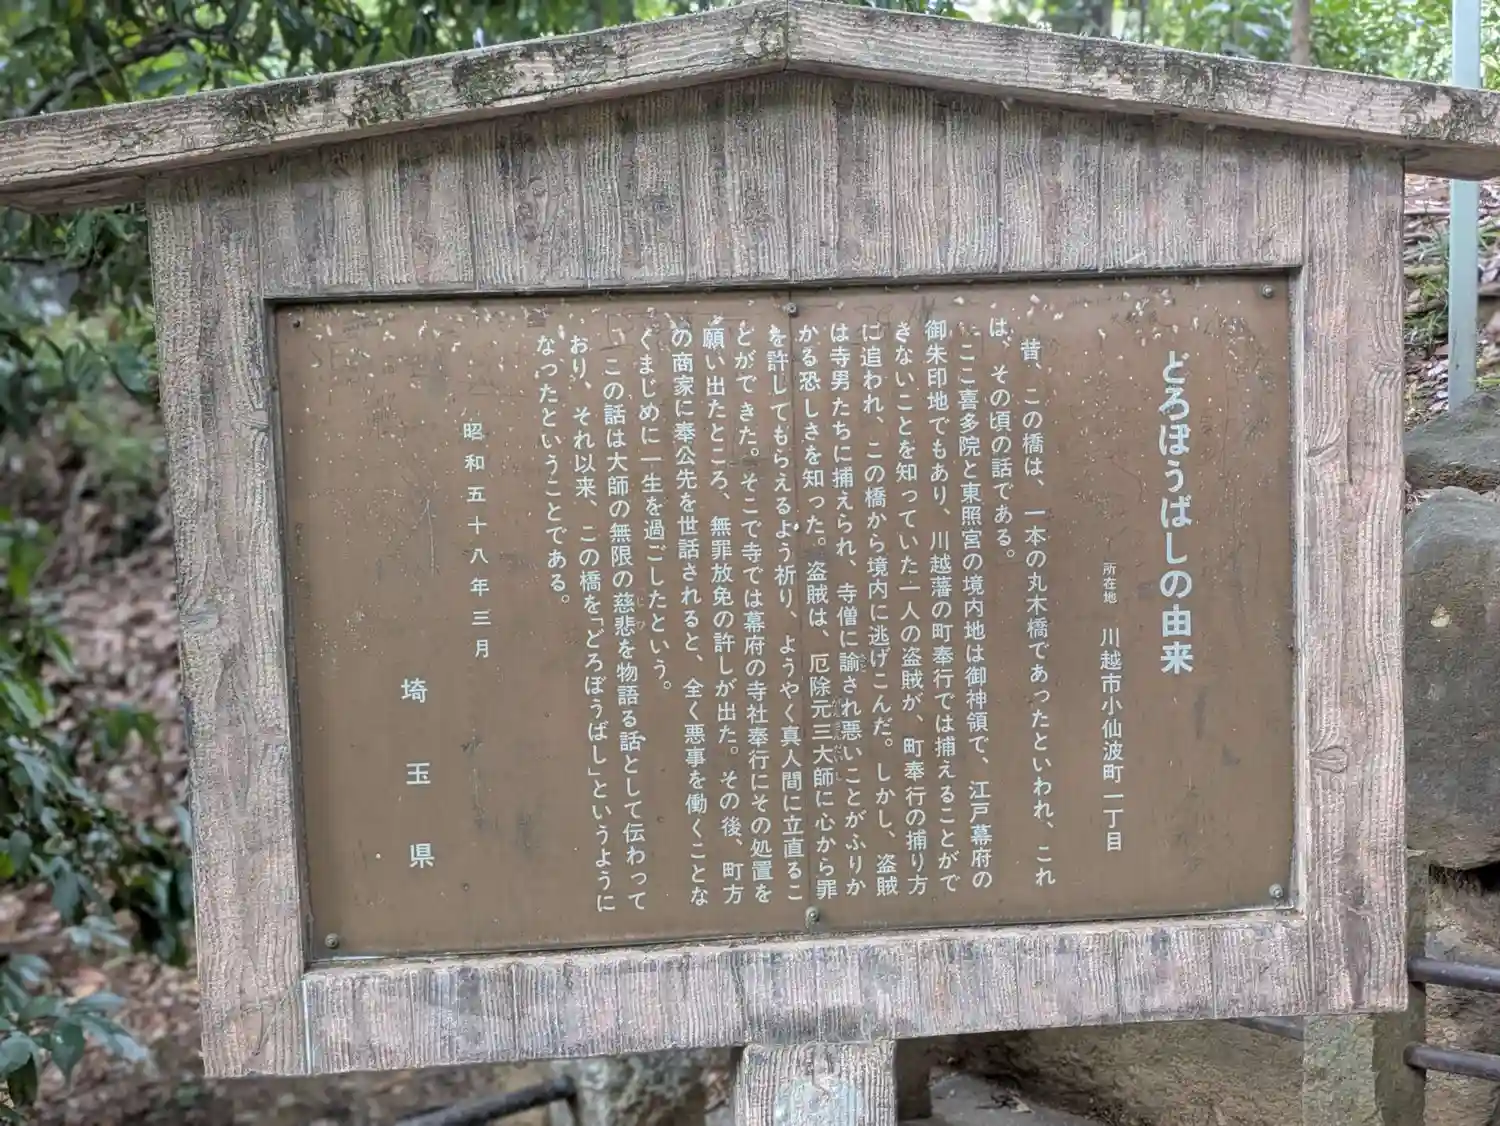 どろぼうばしの由来
所在地 川越市小仙波町一丁目
昔、この橋は、一本の丸木橋であったといわれ、これ
は、その頃の話である。
ここ喜多院と東照宮の境内地は御神領で、江戸幕府の
御朱印地でもあり、川越藩の町奉行では捕えることがで
きないことを知っていた一人の盗賊が、町奉行の捕り方
に追われ、この橋から境内に逃げこんだ。しかし、盗賊
は寺男たちに捕えられ、寺僧に諭され悪いことがふりか
かる恐しさを知った。盗賊は、厄除元三大師に心から罪
を許してもらえるよう祈り、ようやく真人間に立直るこ
とができた。そこで寺では幕府の寺社奉行にその処置を
願い出たところ、無罪放免の許しが出た。その後、町方
の商家に奉公先を世話されると、全く悪事を働くことな
くまじめに一生を過ごしたという。
この話は大師の無限の慈悲を物語る話として伝わって
おり、それ以来、この橋を「どろぼうばし」というように
なったということである。
昭和五十八年三月
埼玉県